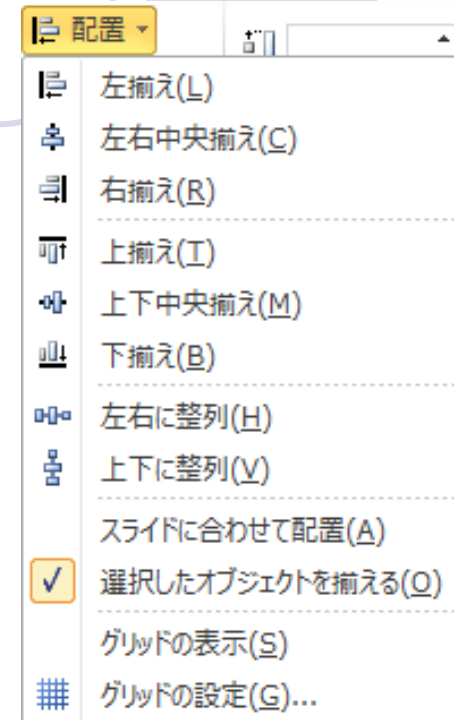 配置
左揃え(L)
左右中央揃え(C)
右揃え(R)
上揃え(T)
上下中央揃え(M)
下揃え(B)
左右に整列(H)
上下に整列(V)
スライドに合わせて配置(A)
選択したオブジェクトを揃える(O)
グリッドの表示(S)
グリッドの設定(G)...